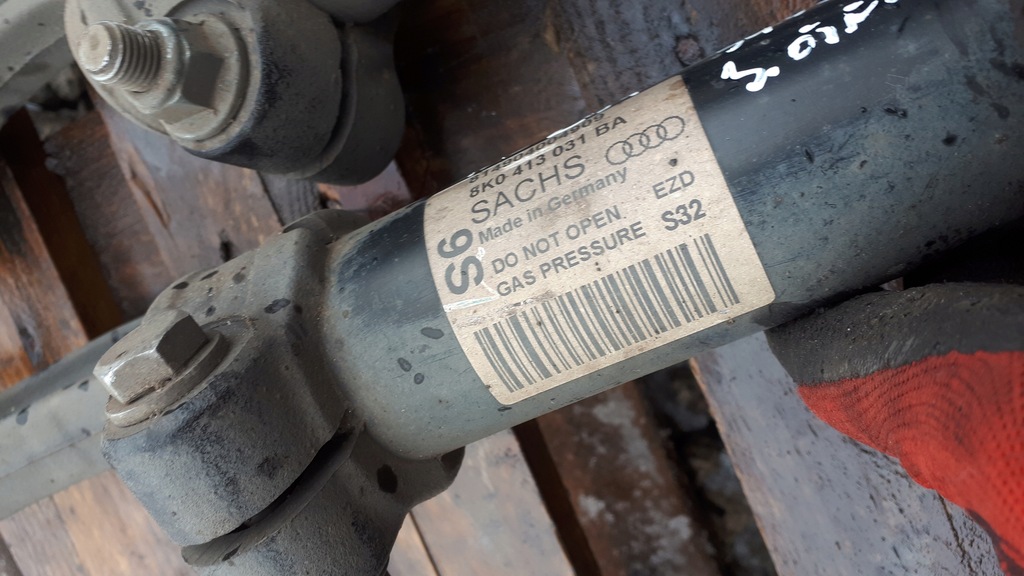 8K0 413 031 BA
SACHS
Made in Germany
S6
DO NOT OPEN EZD
GAS PRESSURE S32